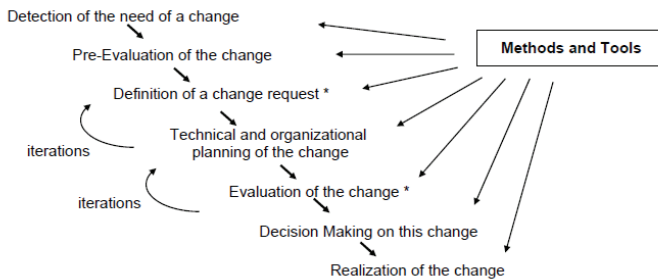 Detection of the need of a change
Methods and Tools
Pre-Evaluation of the change
Definition of a change request *
Technical and organizational
planning of the change
iterations
Evaluation of the change *
iterations
Decision Making on this change
Realization of the change